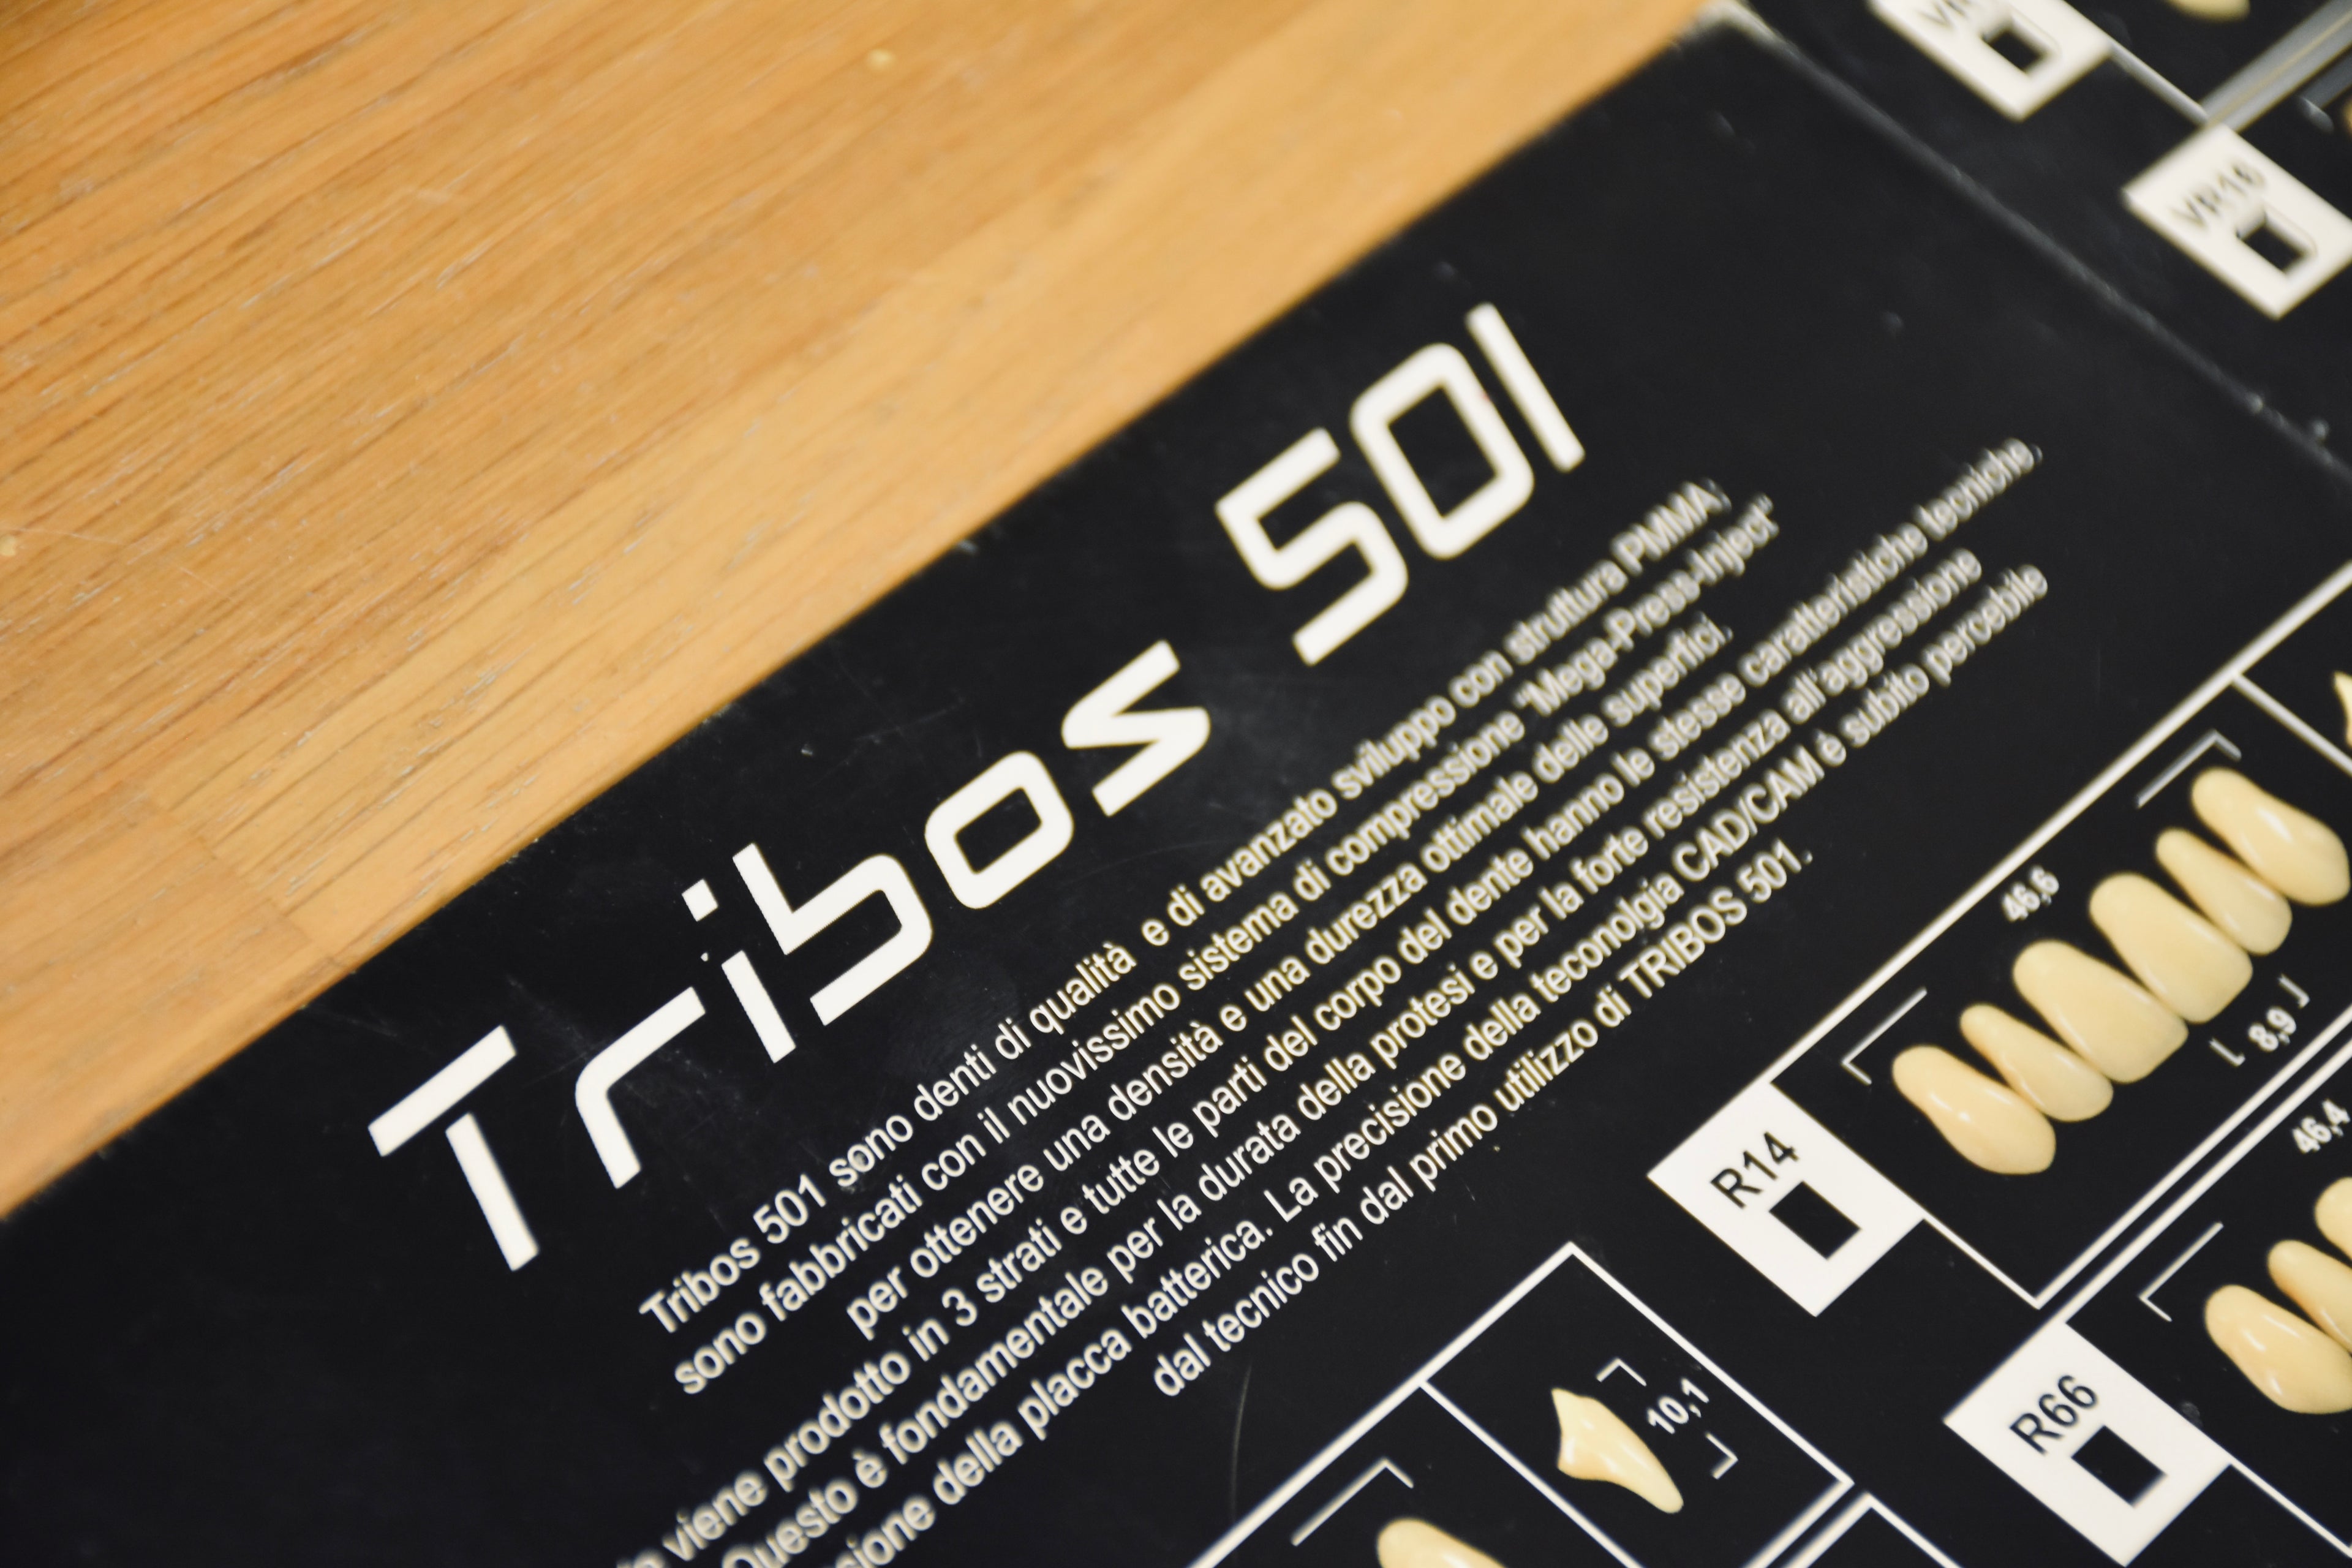 Tribos 501
Tribos 501 sono denti di qualità e di avanzato sviluppo con struttura PMMA;
sono fabbricati con il nuovissimo sistema di compressione "Mega-Press-Inject"
per ottenere una densità e una durezza ottimale delle superfici.
viene prodotto in 3 strati e tutte le parti del corpo del dente hanno le stesse caratteristiche tecniche.
Questo è fondamentale per la durata della protesi e per la forte resistenza all'aggressione
della placca batterica. La precisione della teconolgia CAD/CAM é subito percebile
dal tecnico fin dal primo utilizzo di TRIBOS 501.
VR16
46,6
8,9
R14
46,4
R66
10,1